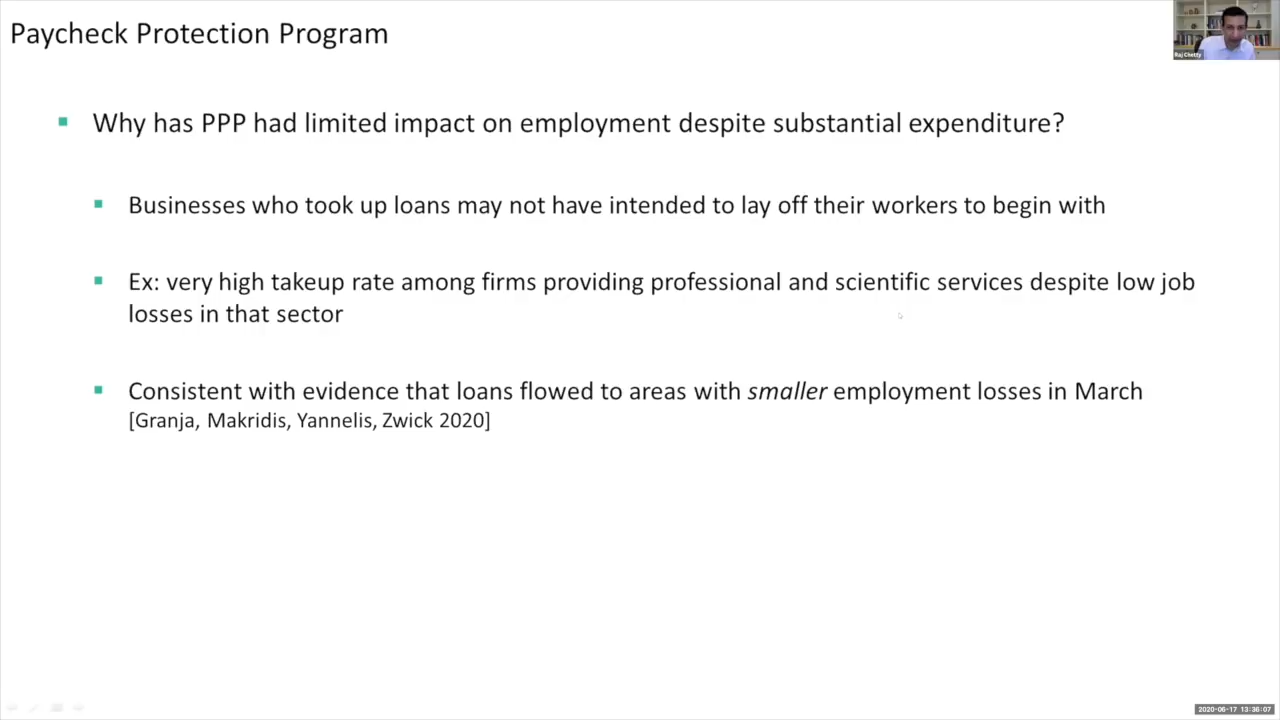 Paycheck Protection Program
Raj Chetty
Why has PPP had limited impact on employment despite substantial expenditure?
Businesses who took up loans may not have intended to lay off their workers to begin with
Ex: very high takeup rate among firms providing professional and scientific services despite low job
losses in that sector
Consistent with evidence that loans flowed to areas with smaller employment losses in March
[Granja, Makridis, Yannelis, Zwick 2020]
2020-06-17 13:36:07